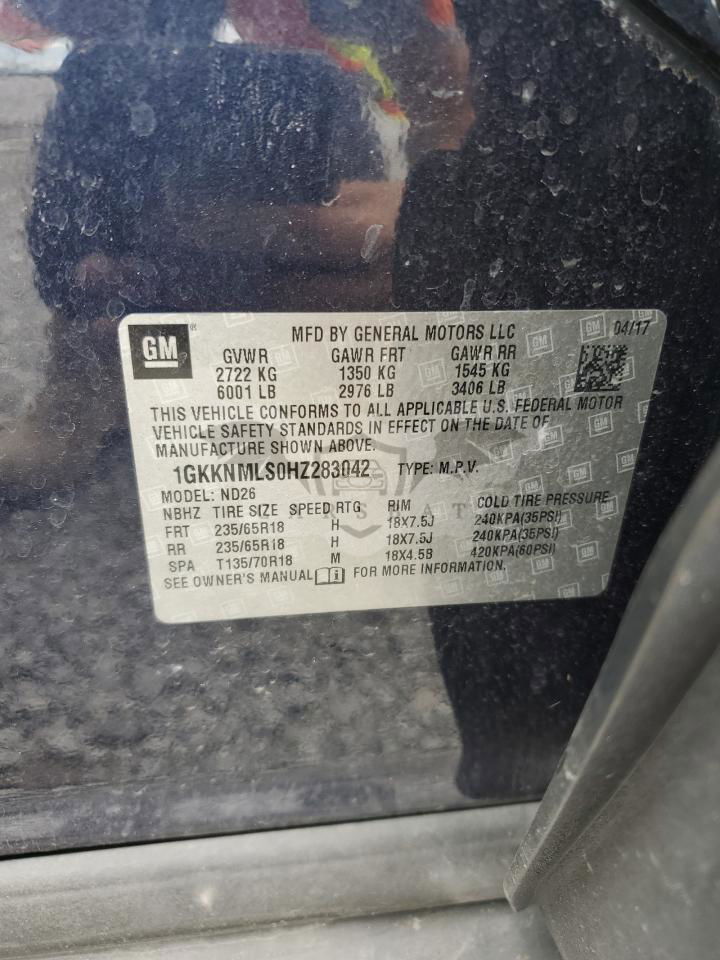 GM
MFD BY GENERAL MOTORS LLC 04/17
GVWR GAWR FRT GAWR RR
2722 KG 1350 KG 1545 KG
6001 LB 2976 LB 3406 LB
THIS VEHICLE CONFORMS TO ALL APPLICABLE U.S. FEDERAL MOTOR
VEHICLE SAFETY STANDARDS IN EFFECT ON THE DATE OF
MANUFACTURE SHOWN ABOVE.
1GKKNMLS0HZ283042 TYPE: M.P.V.
MODEL: ND26
NBHZ TIRE SIZE SPEED RTG RIM COLD TIRE PRESSURE
FRT 235/65R18 H 18X7.5J 240KPA(35PSI)
RR 235/65R18 H 18X7.5J 240KPA(35PSI)
SPA T135/70R18 M 18X4.5B 420KPA(60PSI)
SEE OWNER'S MANUAL FOR MORE INFORMATION.